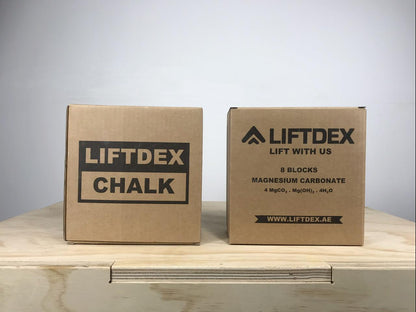 LIFTDEX
CHALK
LIFTDEX
LIFT WITH US
8 BLOCKS
MAGNESIUM CARBONATE
4 MgCO₃ . Mg(OH)₂ . 4H₂O
WWW.LIFTDEX.AE